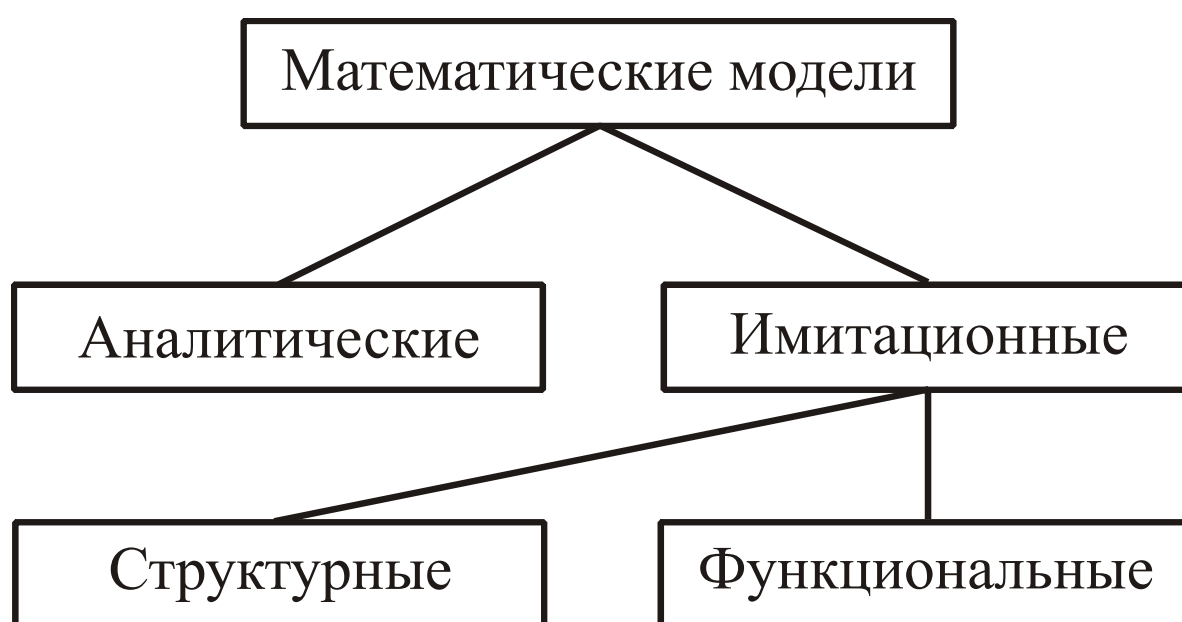 Математические модели
Аналитические
Имитационные
Структурные
Функциональные